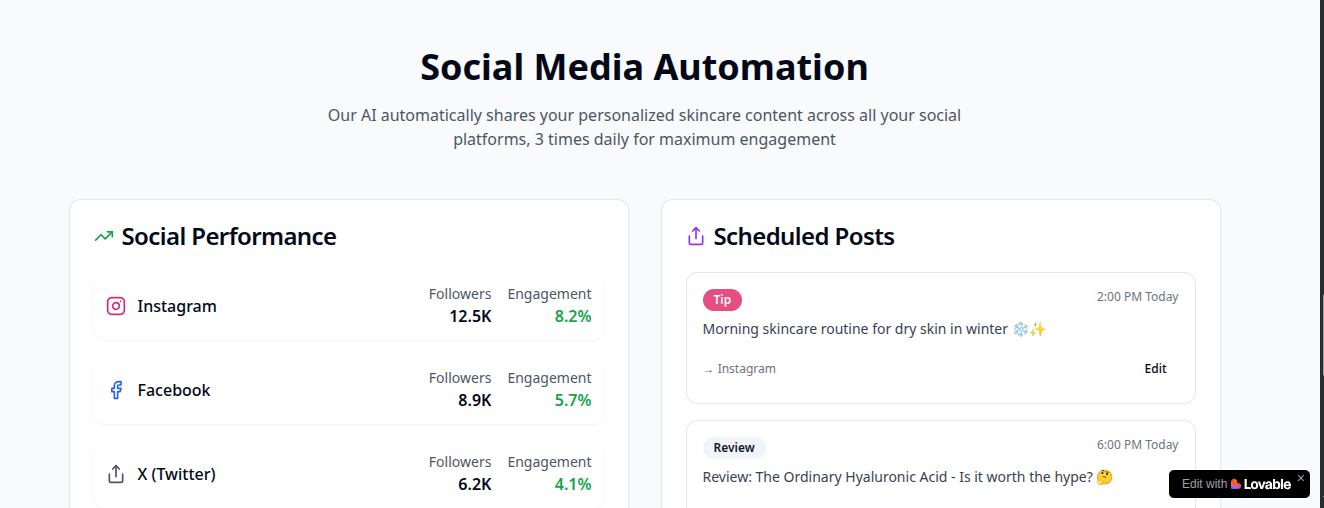 Social Media Automation
Our AI automatically shares your personalized skincare content across all your social
platforms, 3 times daily for maximum engagement
Social Performance
Instagram
Followers
12.5K
Engagement
8.2%
Facebook
Followers
8.9K
Engagement
5.7%
X (Twitter)
Followers
6.2K
Engagement
4.1%
Scheduled Posts
Tip
2:00 PM Today
Morning skincare routine for dry skin in winter ❄️✨
→ Instagram
Edit
Review
6:00 PM Today
Review: The Ordinary Hyaluronic Acid - Is it worth the hype? 🤔
Edit with Lovable ×